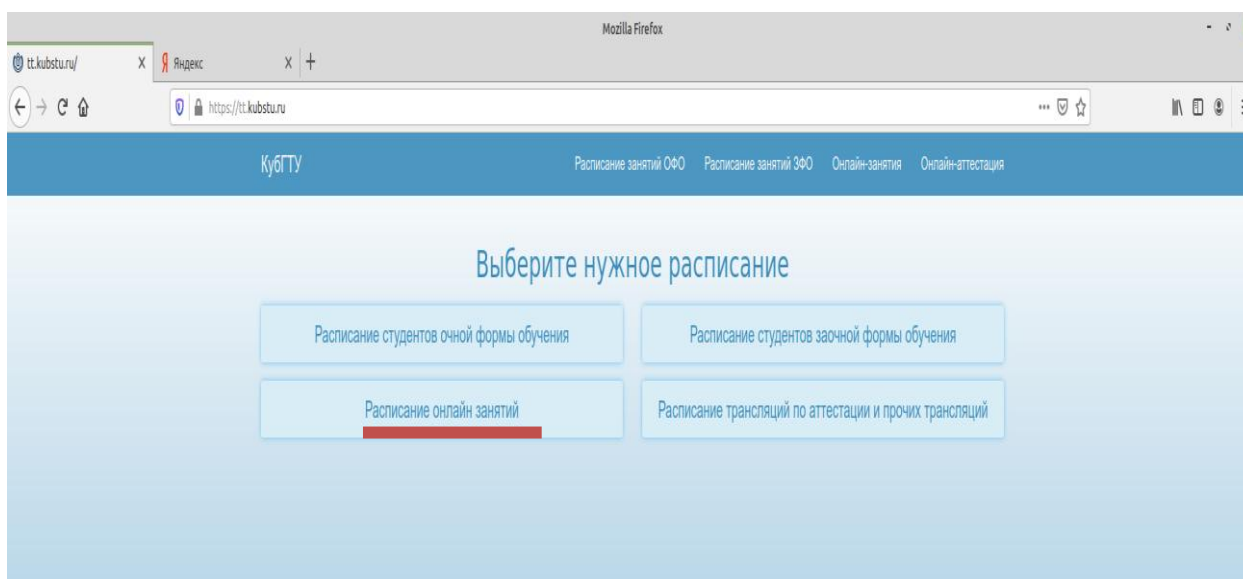 Mozilla Firefox
tt.kubstu.ru/
Яндекс
https://tt.kubstu.ru
КубГТУ
Расписание занятий ОФО
Расписание занятий ЗФО
Онлайн-занятия
Онлайн-аттестация
Выберите нужное расписание
Расписание студентов очной формы обучения
Расписание студентов заочной формы обучения
Расписание онлайн занятий
Расписание трансляций по аттестации и прочих трансляций